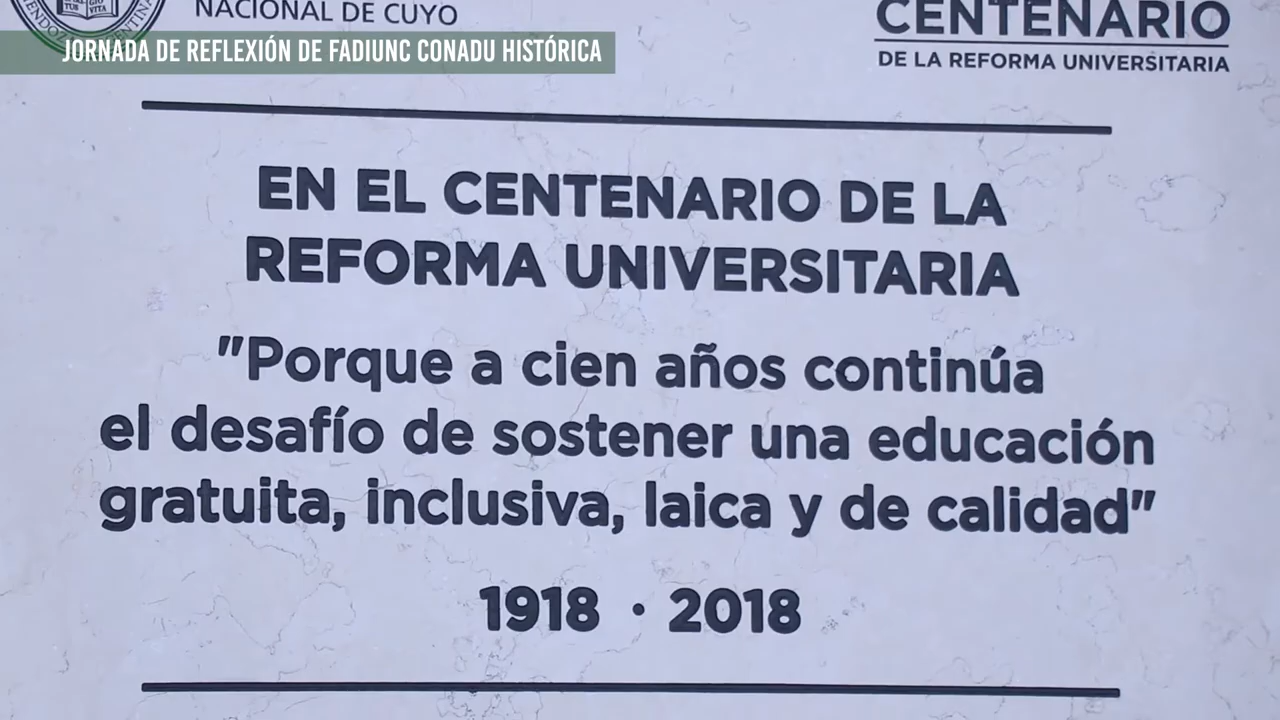 NACIONAL DE CUYO
CENTENARIO
DE LA REFORMA UNIVERSITARIA
JORNADA DE REFLEXIÓN DE FADIUNC CONADU HISTÓRICA
EN EL CENTENARIO DE LA
REFORMA UNIVERSITARIA
"Porque a cien años continúa
el desafío de sostener una educación
gratuita, inclusiva, laica y de calidad"
1918 · 2018